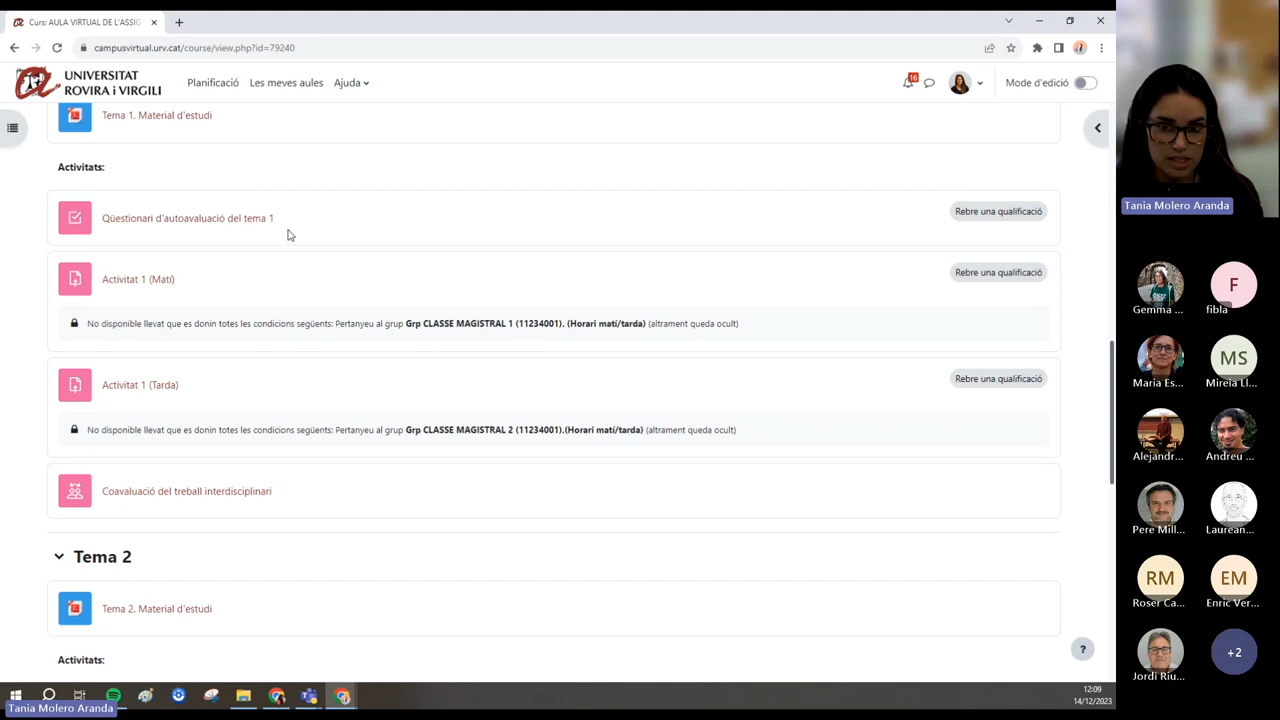 Curs: AULA VIRTUAL DE L'ASSIG
campusvirtual.urv.cat/course/view.php?id=79240
UNIVERSITAT
ROVIRA i VIRGILI
Planificació
Les meves aules
Ajuda
16
Mode d'edició
Tema 1. Material d'estudi
Activitats:
Qüestionari d'autoavaluació del tema 1
Rebre una qualificació
Activitat 1 (Matí)
Rebre una qualificació
No disponible llevat que es donin totes les condicions següents: Pertanyeu al grup Grp CLASSE MAGISTRAL 1 (11234001). (Horari matí/tarda) (altrament queda ocult)
Activitat 1 (Tarda)
Rebre una qualificació
No disponible llevat que es donin totes les condicions següents: Pertanyeu al grup Grp CLASSE MAGISTRAL 2 (11234001).(Horari matí/tarda) (altrament queda ocult)
Coavaluació del treball interdisciplinari
Tema 2
Tema 2. Material d'estudi
Activitats:
?
12:09
14/12/2023
Tania Molero Aranda
Tania Molero Aranda
Gemma ...
F
fibla
Maria Es...
MS
Mireia Ll...
Alejandr...
Andreu ...
Pere Mill...
Laurean...
RM
Roser Ca...
EM
Enric Ver...
Jordi Riu...
+2